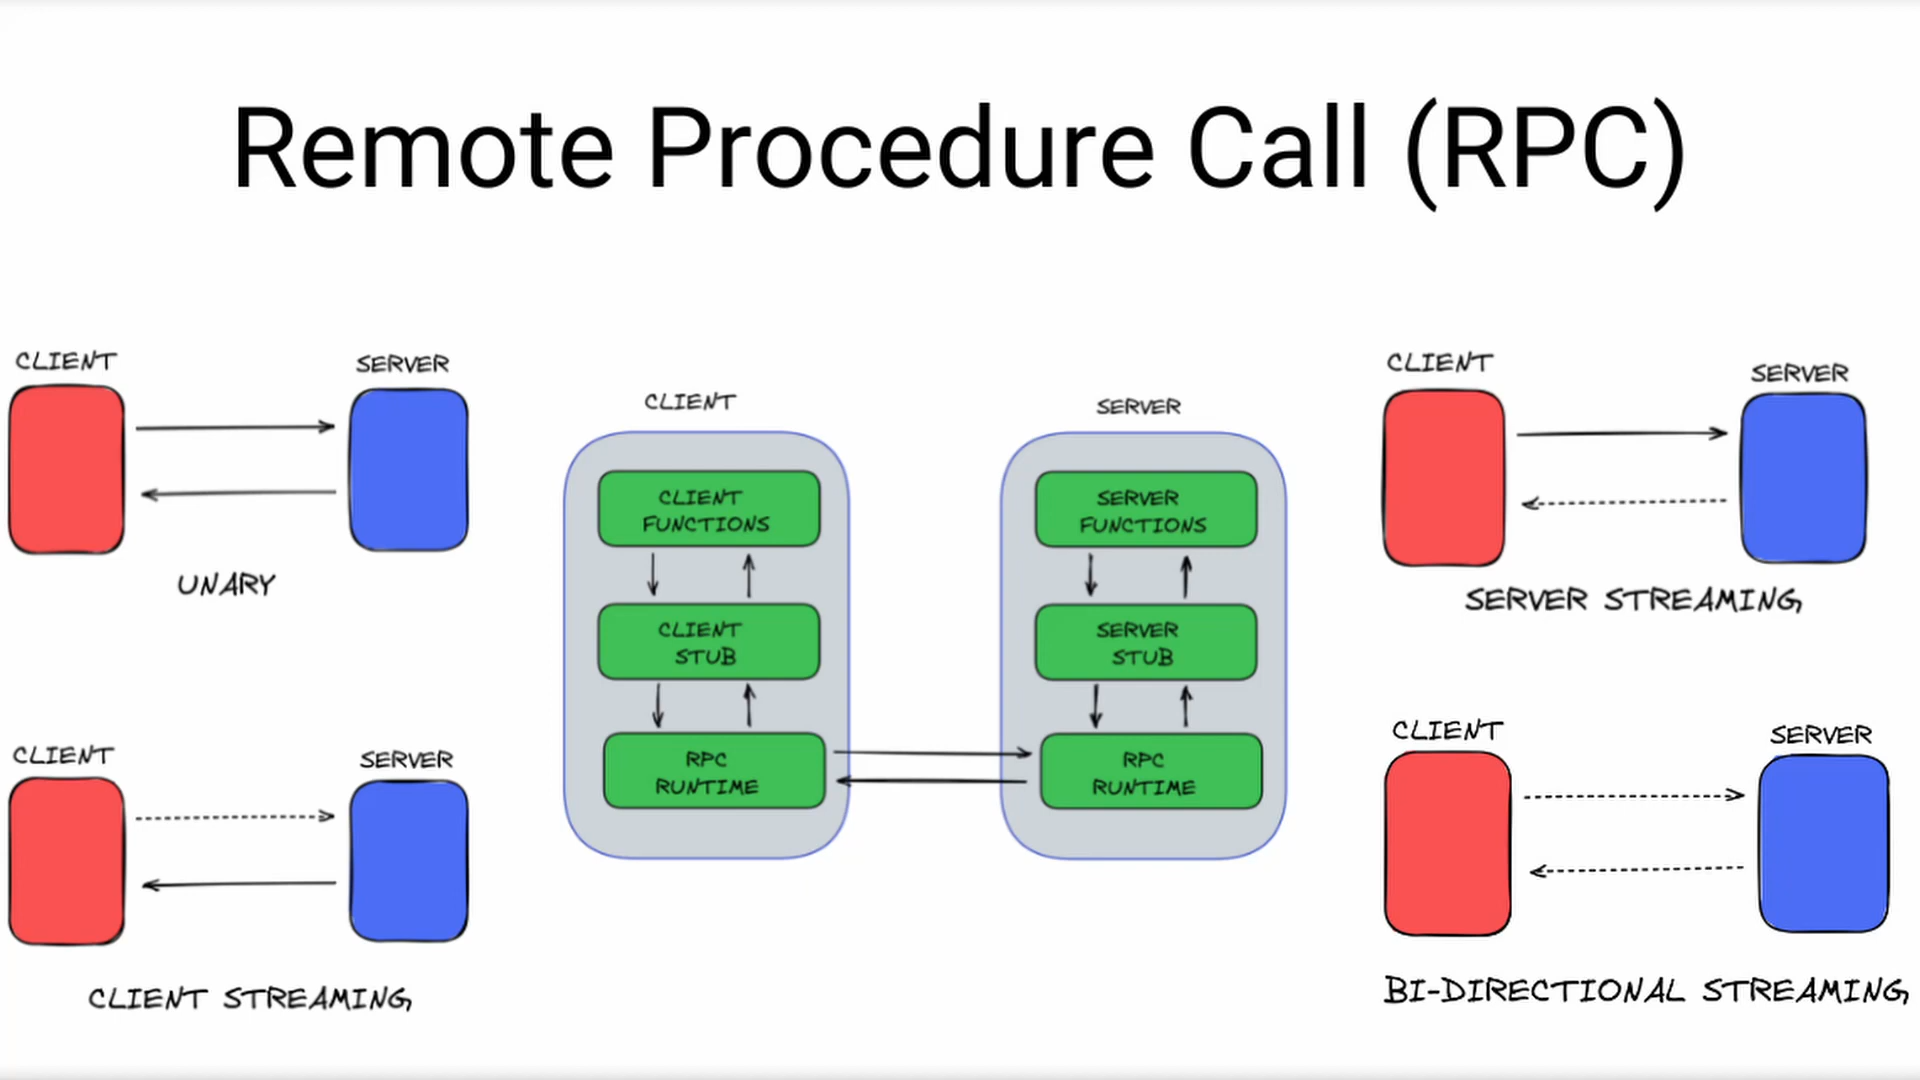 Remote Procedure Call (RPC)
CLIENT
SERVER
UNARY
CLIENT
SERVER
CLIENT STREAMING
CLIENT
CLIENT
FUNCTIONS
CLIENT
STUB
RPC
RUNTIME
SERVER
SERVER
FUNCTIONS
SERVER
STUB
RPC
RUNTIME
CLIENT
SERVER
SERVER STREAMING
CLIENT
SERVER
BI-DIRECTIONAL STREAMING